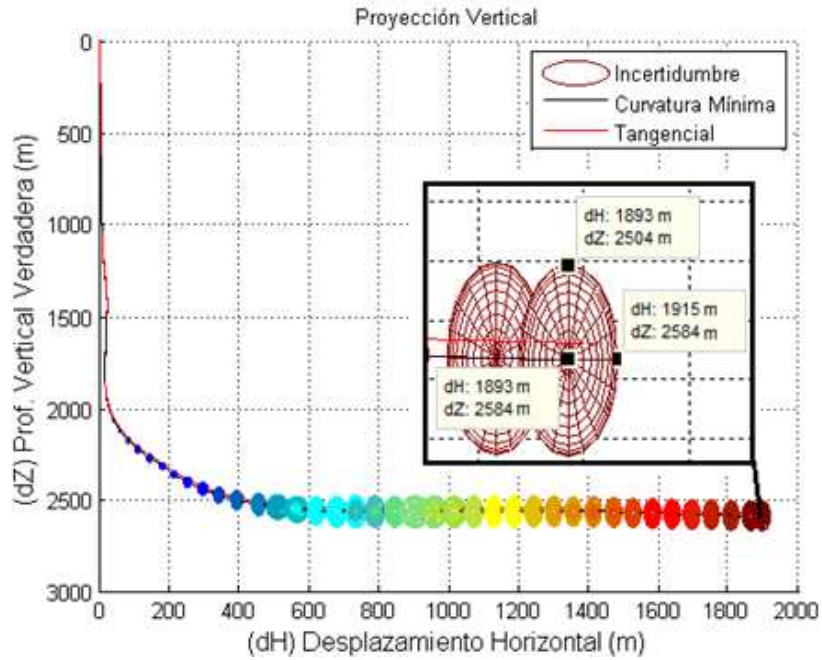 Proyección Vertical
0
500
1000
1500
2000
2500
3000
(dZ) Prof. Vertical Verdadera (m)
Incertidumbre
Curvatura Mínima
Tangencial
dH: 1893 m
dZ: 2504 m
dH: 1915 m
dZ: 2584 m
dH: 1893 m
dZ: 2584 m
0 200 400 600 800 1000 1200 1400 1600 1800 2000
(dH) Desplazamiento Horizontal (m)